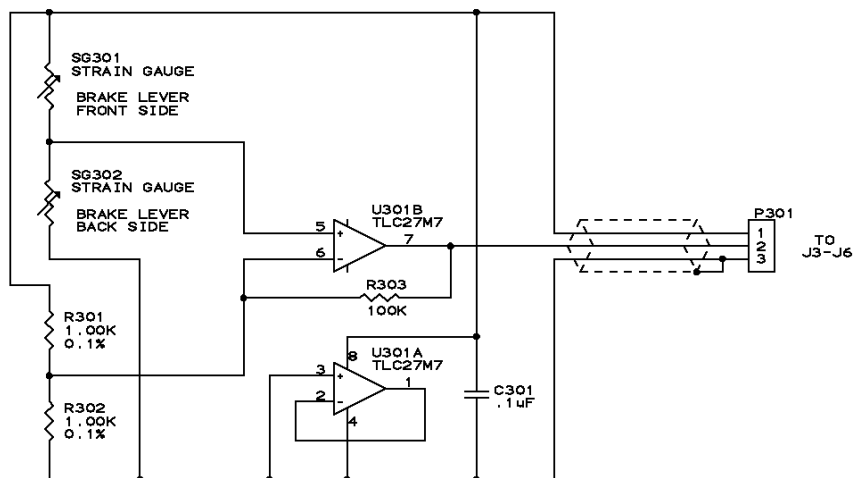 SG301
STRAIN GAUGE
BRAKE LEVER
FRONT SIDE
SG302
STRAIN GAUGE
BRAKE LEVER
BACK SIDE
R301
1.00K
0.1%
R302
1.00K
0.1%
U301B
TLC27M7
5
+
6
-
7
R303
100K
U301A
TLC27M7
8
3
+
2
-
1
4
C301
.1uF
P301
1
2
3
TO
J3-J6